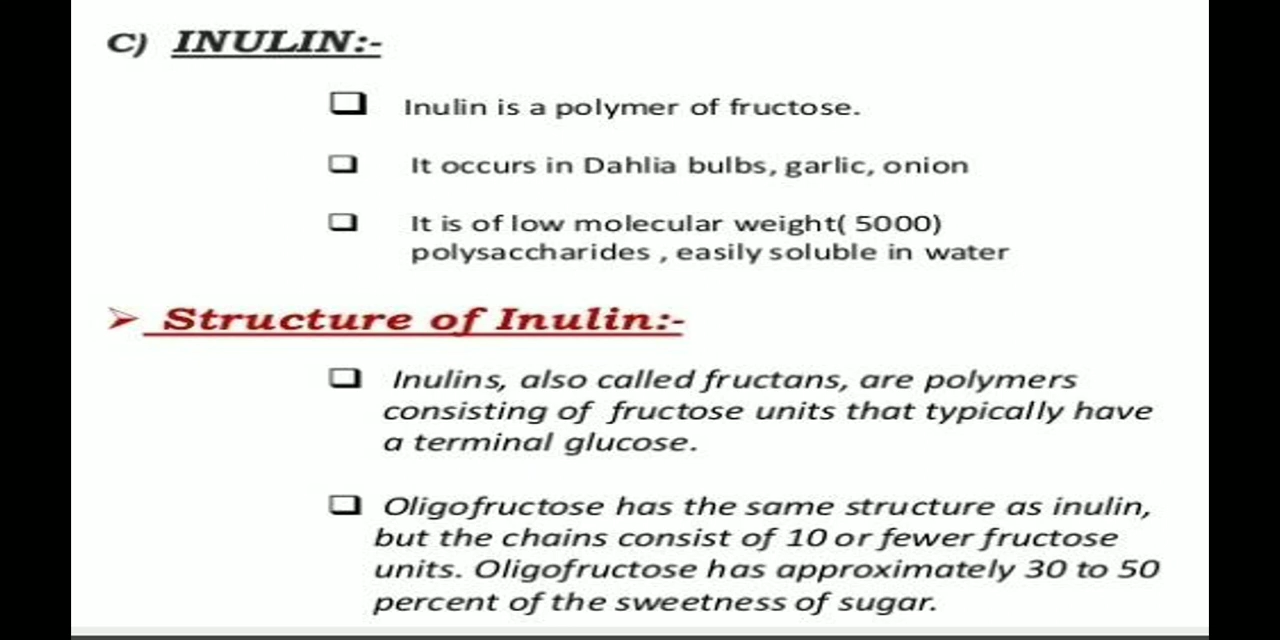 C) INULIN:-
❑ Inulin is a polymer of fructose.
❑ It occurs in Dahlia bulbs, garlic, onion
❑ It is of low molecular weight( 5000)
polysaccharides , easily soluble in water
➢ Structure of Inulin:-
❑ Inulins, also called fructans, are polymers
consisting of fructose units that typically have
a terminal glucose.
❑ Oligofructose has the same structure as inulin,
but the chains consist of 10 or fewer fructose
units. Oligofructose has approximately 30 to 50
percent of the sweetness of sugar.